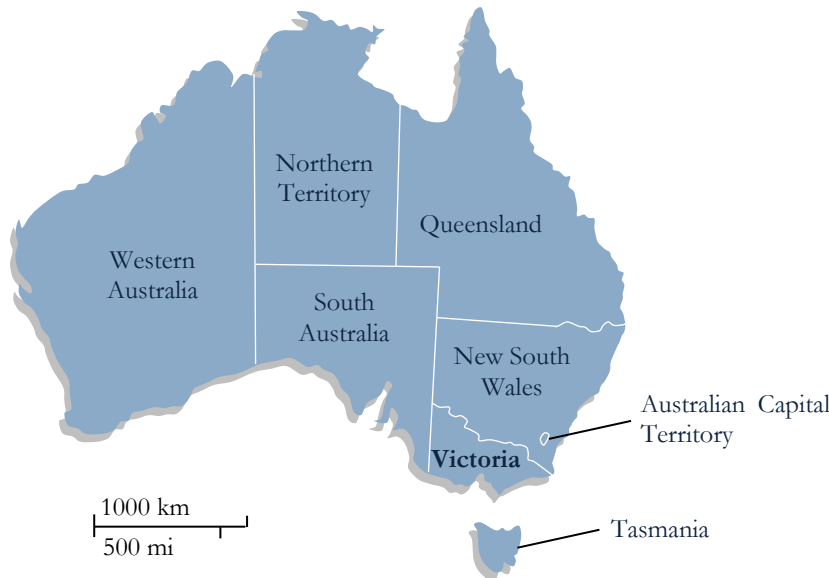 Northern
Territory
Queensland
Western
Australia
South
Australia
New South
Wales
Australian Capital
Territory
Victoria
1000 km
500 mi
Tasmania